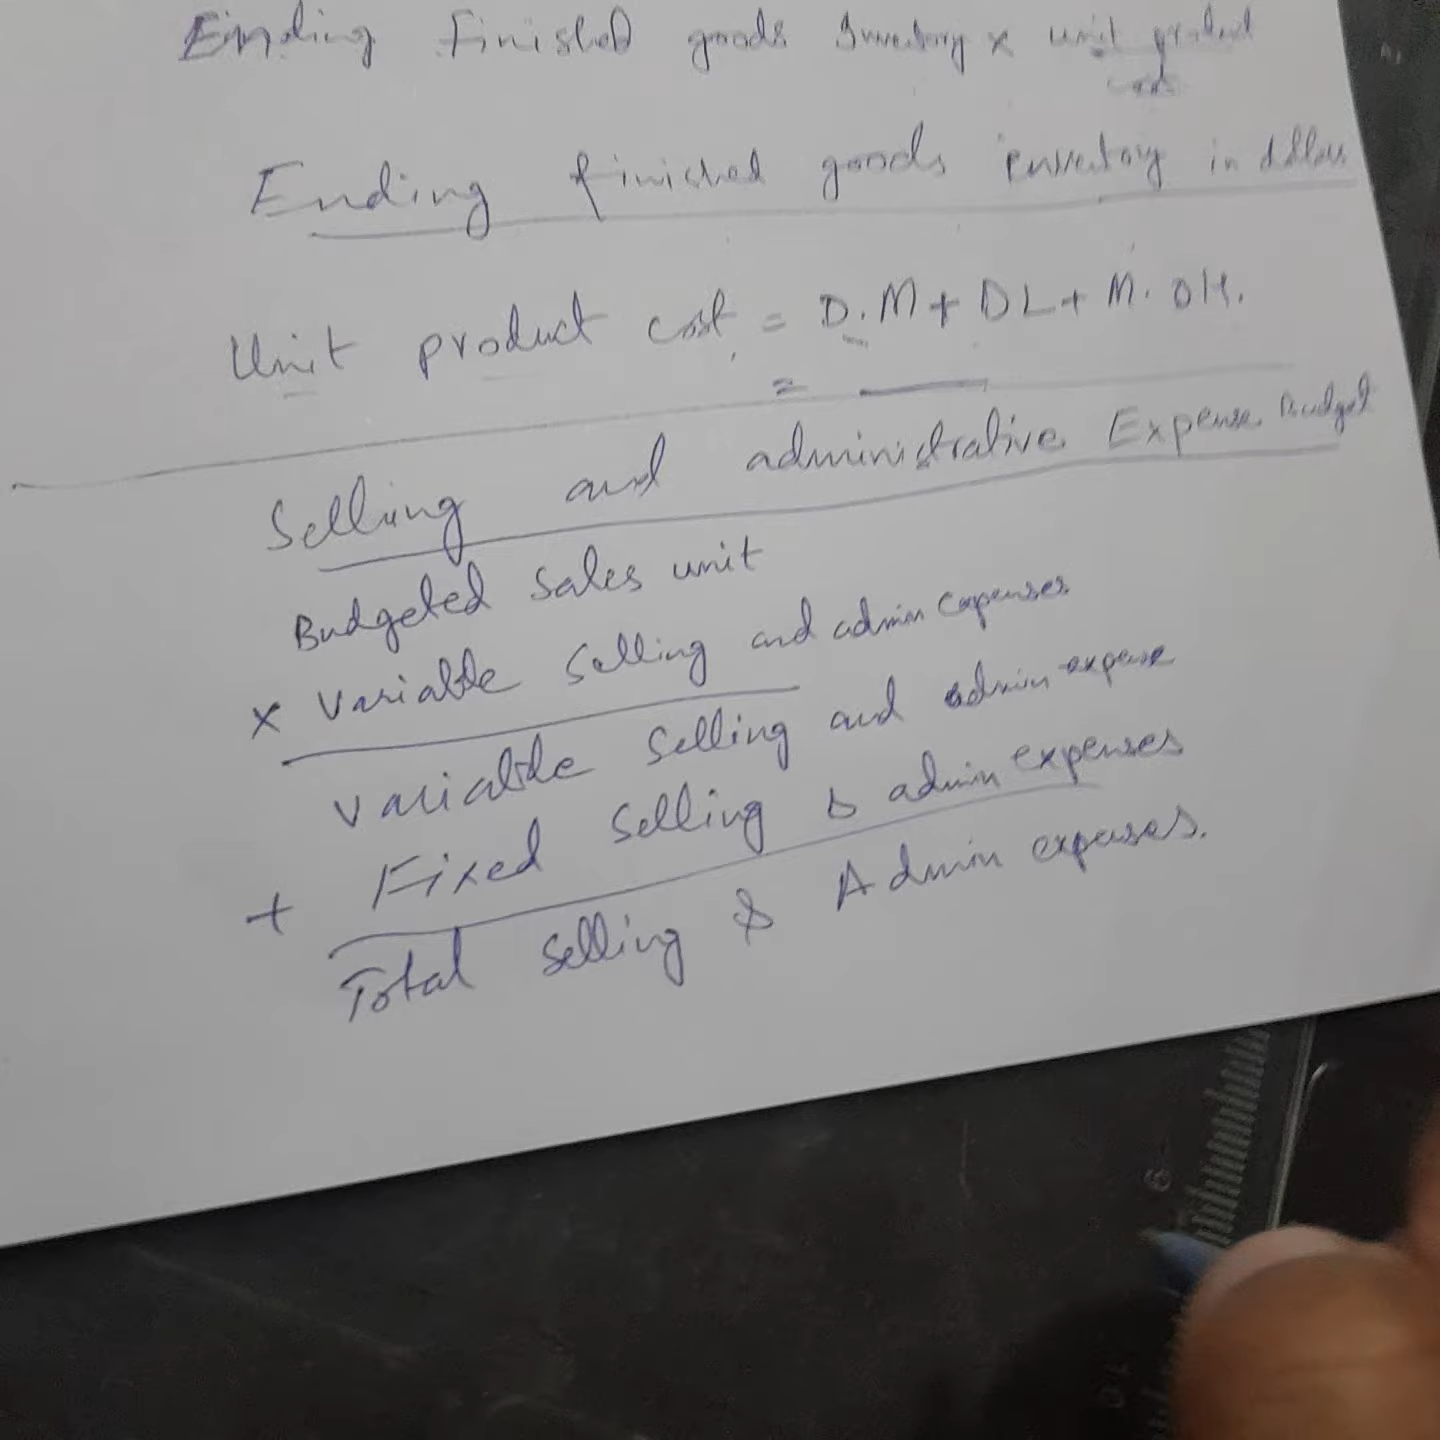 Ending Finished goods Inventory x unit product
cost
Ending finished goods inventory in dollars
Unit product cost = D.M + DL + M.OH.
=
Selling and administrative Expense Budget
Budgeted Sales unit
x Variable Selling and admin expenses
Variable Selling and admin expense
+ Fixed Selling & admin expenses
Total Selling & Admin expenses.